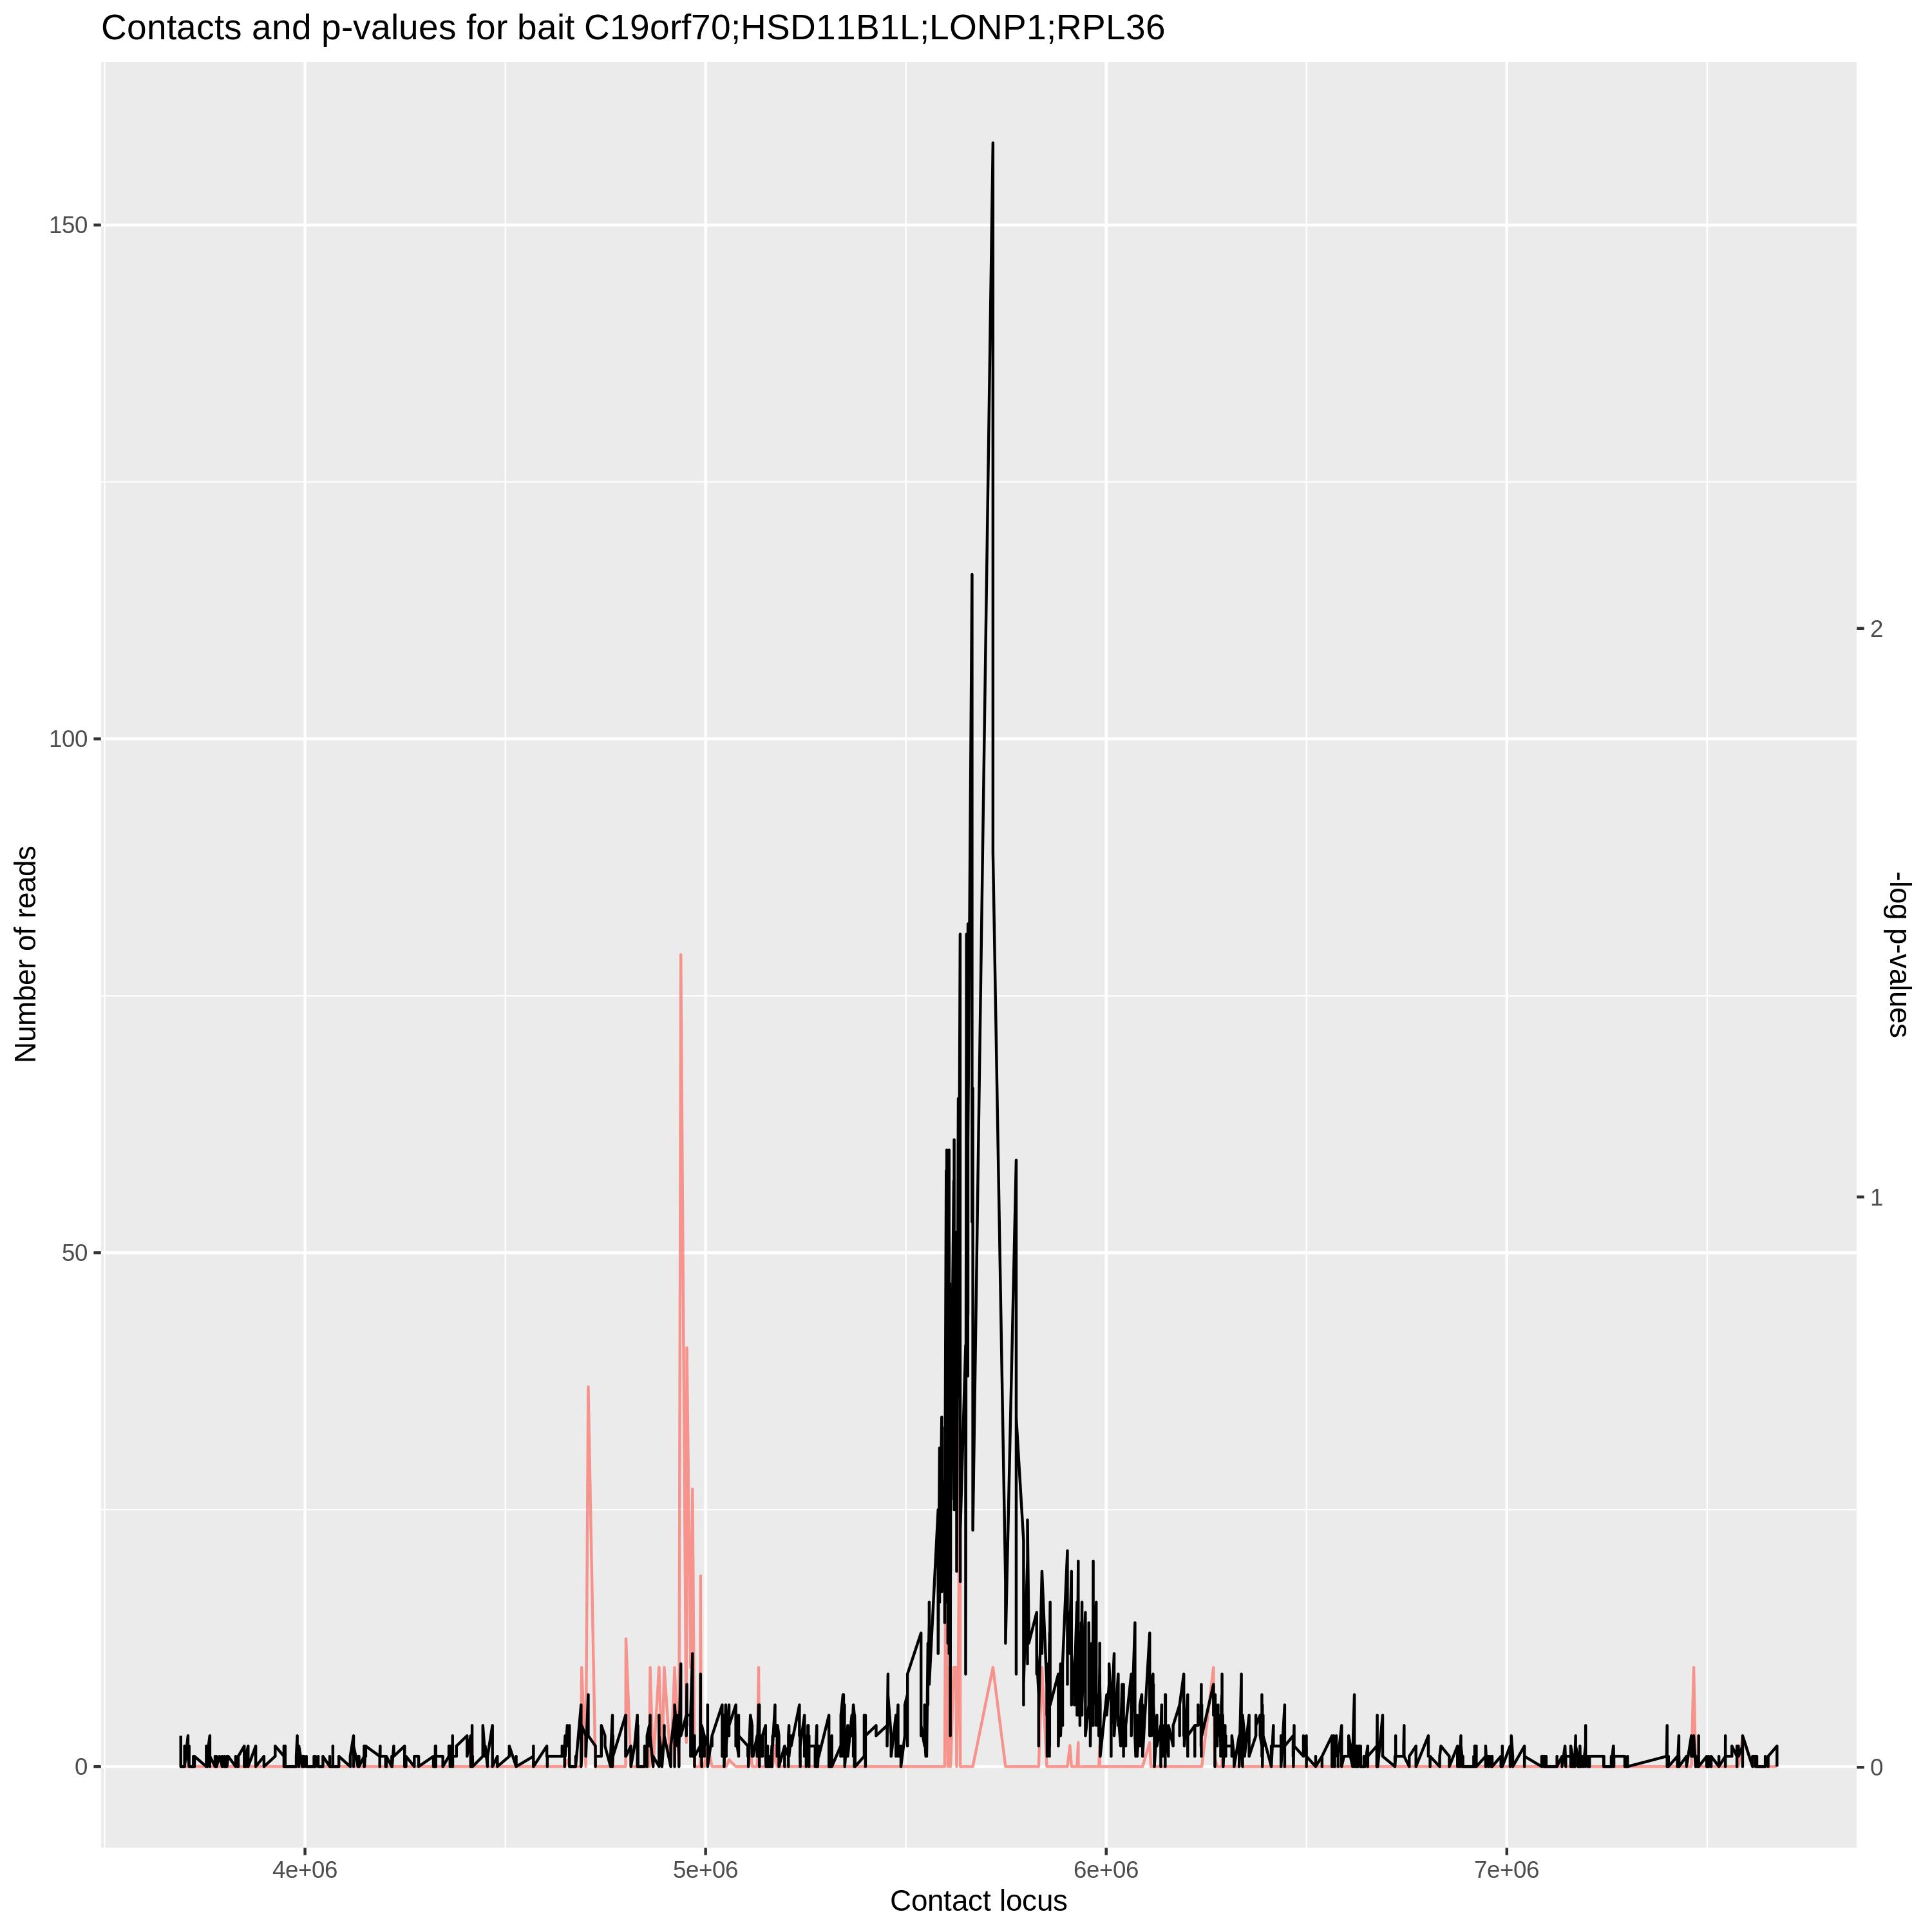 Contacts and p-values for bait C19orf70;HSD11B1L;LONP1;RPL36
150
100
50
0
Number of reads
2
1
0
-log p-values
4e+06
5e+06
6e+06
7e+06
Contact locus